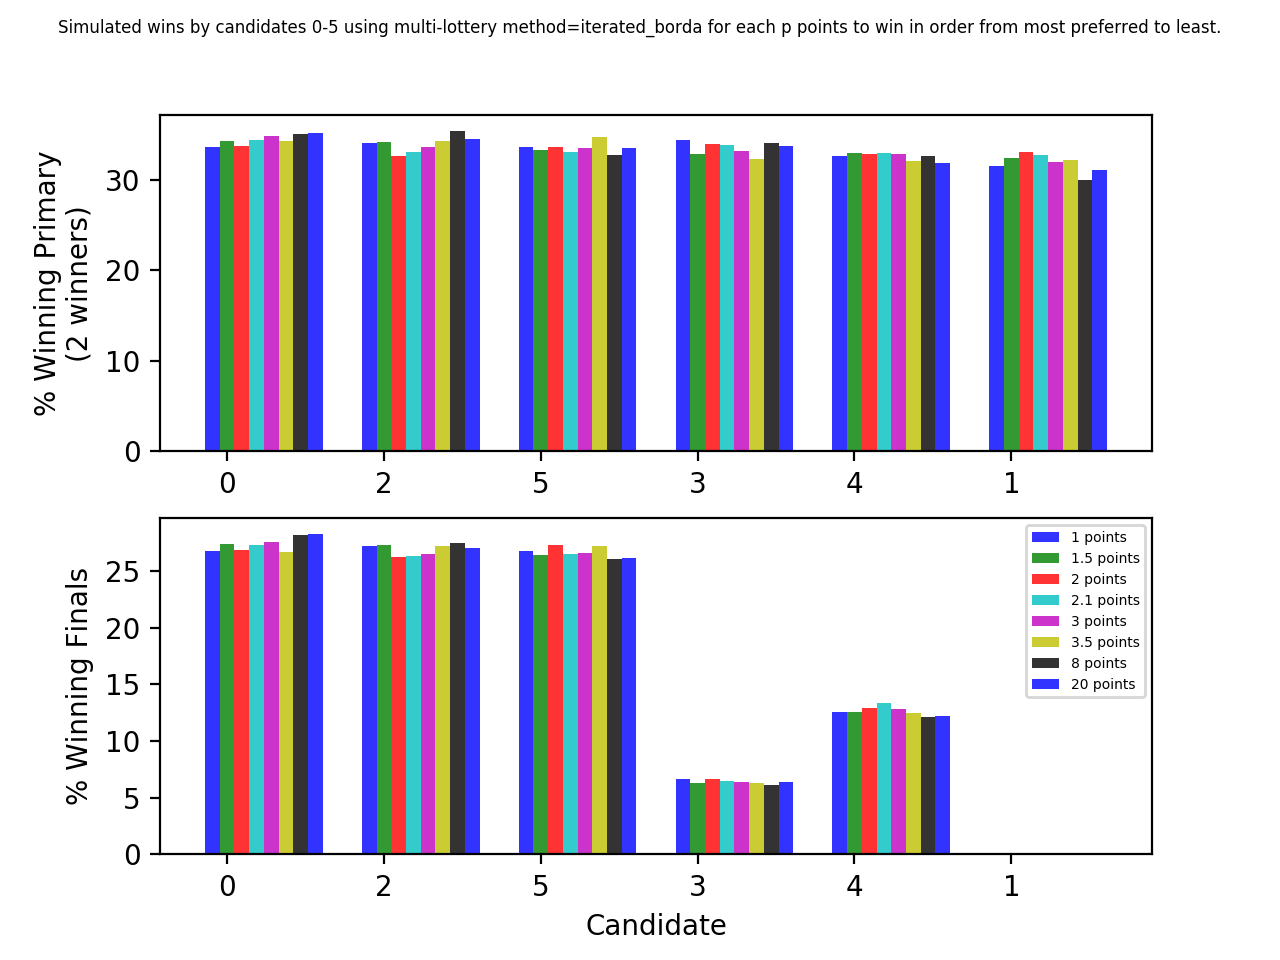 Simulated wins by candidates 0-5 using multi-lottery method=iterated_borda for each p points to win in order from most preferred to least.
% Winning Primary
(2 winners)
30
20
10
0
0 2 5 3 4 1
% Winning Finals
25
20
15
10
5
0
1 points
1.5 points
2 points
2.1 points
3 points
3.5 points
8 points
20 points
0 2 5 3 4 1
Candidate